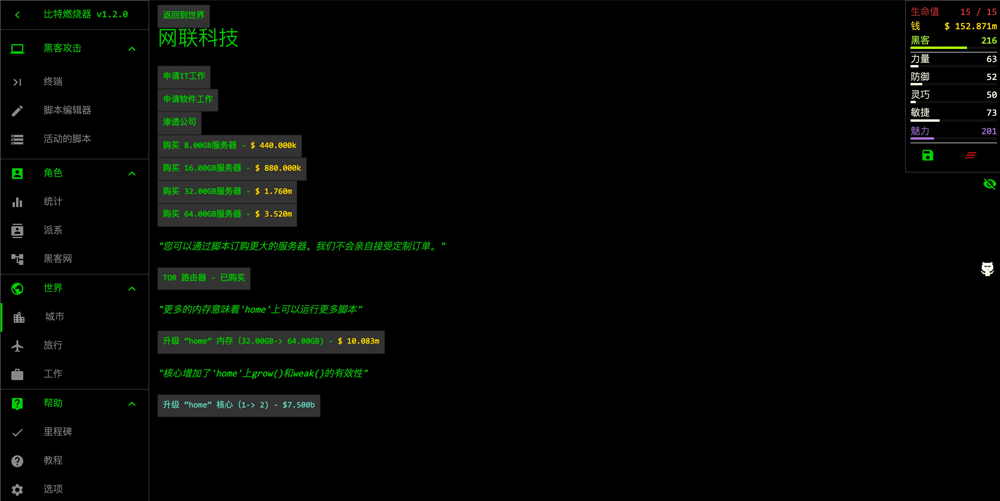 比特燃烧器 v1.2.0
黑客攻击
终端
脚本编辑器
活动的脚本
角色
统计
派系
黑客网
世界
城市
旅行
工作
帮助
里程碑
教程
选项
返回到世界
网联科技
申请IT工作
申请软件工作
渗透公司
购买 8.00GB服务器 - $ 440.000k
购买 16.00GB服务器 - $ 880.000k
购买 32.00GB服务器 - $ 1.760m
购买 64.00GB服务器 - $ 3.520m
"您可以通过脚本订购更大的服务器。我们不会亲自接受定制订单。"
TOR 路由器 - 已购买
"更多的内存意味着'home'上可以运行更多脚本"
升级 “home” 内存 (32.00GB-> 64.00GB) - $ 10.083m
"核心增加了'home'上grow()和weak()的有效性"
升级 “home” 核心 (1-> 2) - $7.500b
生命值 15 / 15
钱 $ 152.871m
黑客 216
力量 63
防御 52
灵巧 50
敏捷 73
魅力 201